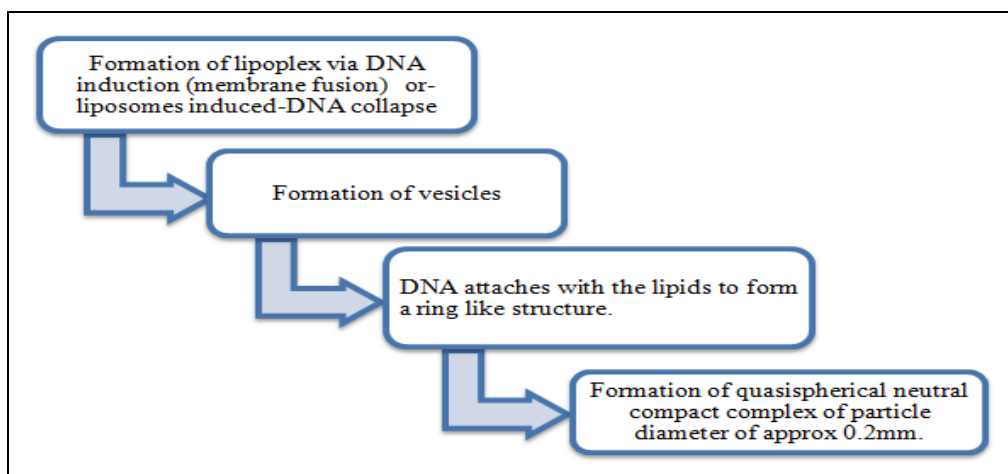 Formation of lipoplex via DNA
induction (membrane fusion) or-
liposomes induced-DNA collapse
Formation of vesicles
DNA attaches with the lipids to form
a ring like structure.
Formation of quasispherical neutral
compact complex of particle
diameter of approx 0.2mm.